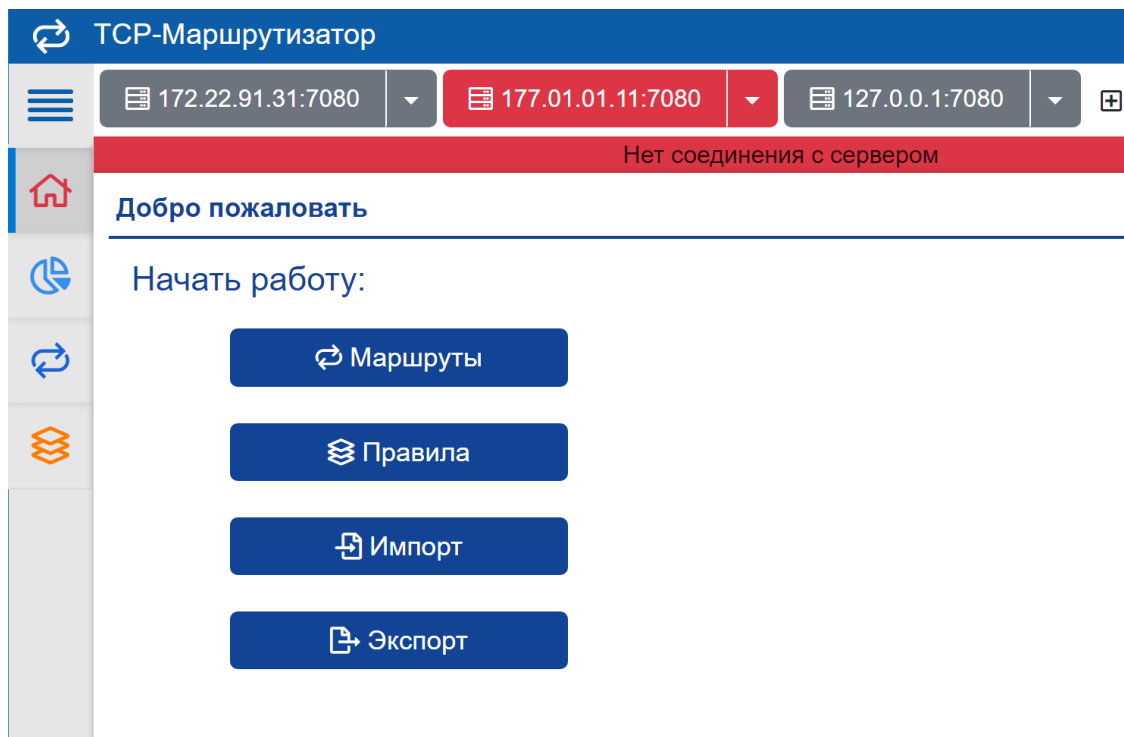 TCP-Маршрутизатор
172.22.91.31:7080 177.01.01.11:7080 127.0.0.1:7080
Нет соединения с сервером
Добро пожаловать
Начать работу:
Маршруты
Правила
Импорт
Экспорт